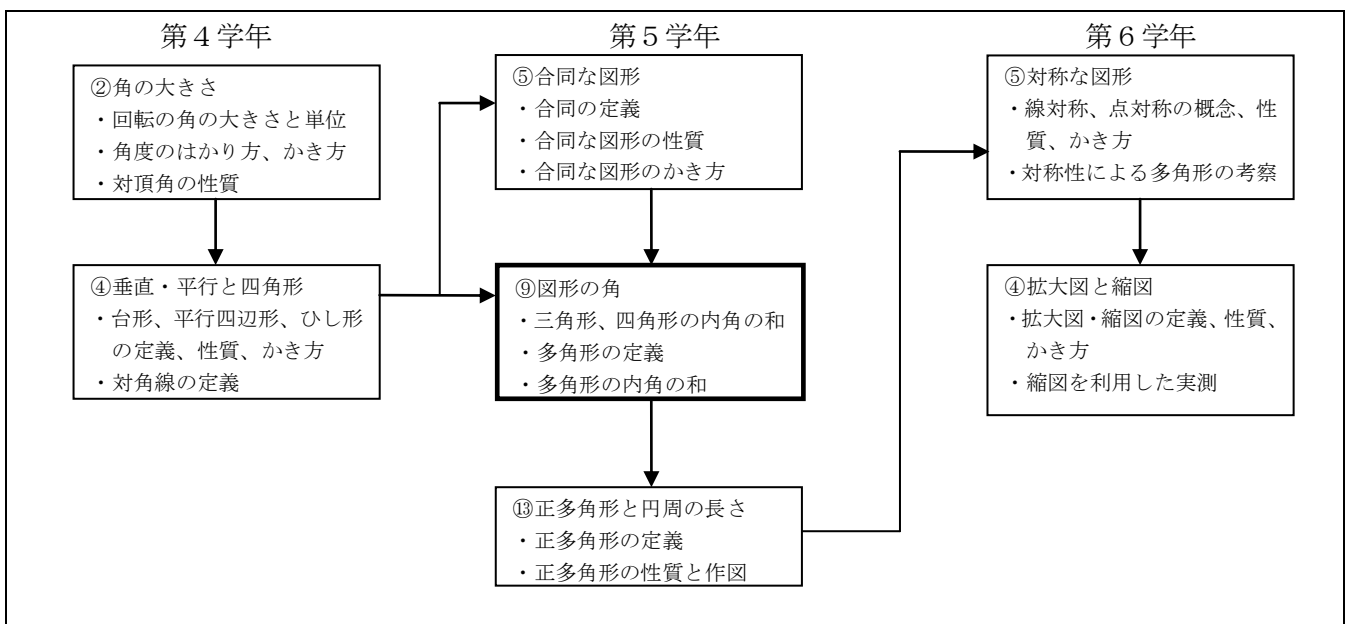 第４学年
②角の大きさ
・回転の角の大きさと単位
・角度のはかり方、かき方
・対頂角の性質
④垂直・平行と四角形
・台形、平行四辺形、ひし形
の定義、性質、かき方
・対角線の定義
第５学年
⑤合同な図形
・合同の定義
・合同な図形の性質
・合同な図形のかき方
⑨図形の角
・三角形、四角形の内角の和
・多角形の定義
・多角形の内角の和
⑬正多角形と円周の長さ
・正多角形の定義
・正多角形の性質と作図
第６学年
⑤対称な図形
・線対称、点対称の概念、性
質、かき方
・対称性による多角形の考察
④拡大図と縮図
・拡大図・縮図の定義、性質、
かき方
・縮図を利用した実測